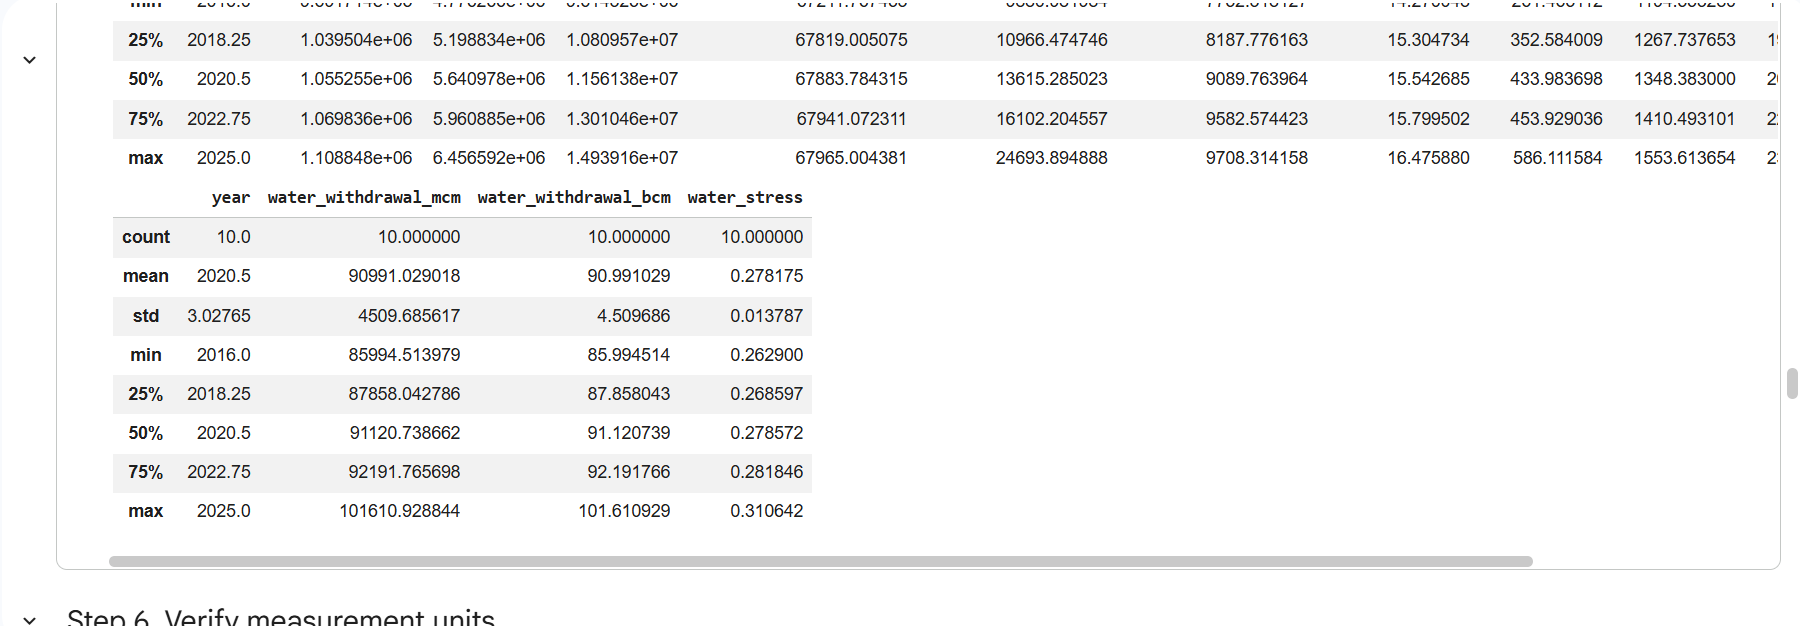 25% 2018.25 1.039504e+06 5.198834e+06 1.080957e+07 67819.005075 10966.474746 8187.776163 15.304734 352.584009 1267.737653
50% 2020.5 1.055255e+06 5.640978e+06 1.156138e+07 67883.784315 13615.285023 9089.763964 15.542685 433.983698 1348.383000
75% 2022.75 1.069836e+06 5.960885e+06 1.301046e+07 67941.072311 16102.204557 9582.574423 15.799502 453.929036 1410.493101
max 2025.0 1.108848e+06 6.456592e+06 1.493916e+07 67965.004381 24693.894888 9708.314158 16.475880 586.111584 1553.613654
year water_withdrawal_mcm water_withdrawal_bcm water_stress
count 10.0 10.000000 10.000000 10.000000
mean 2020.5 90991.029018 90.991029 0.278175
std 3.02765 4509.685617 4.509686 0.013787
min 2016.0 85994.513979 85.994514 0.262900
25% 2018.25 87858.042786 87.858043 0.268597
50% 2020.5 91120.738662 91.120739 0.278572
75% 2022.75 92191.765698 92.191766 0.281846
max 2025.0 101610.928844 101.610929 0.310642
Step 6. Verify measurement units